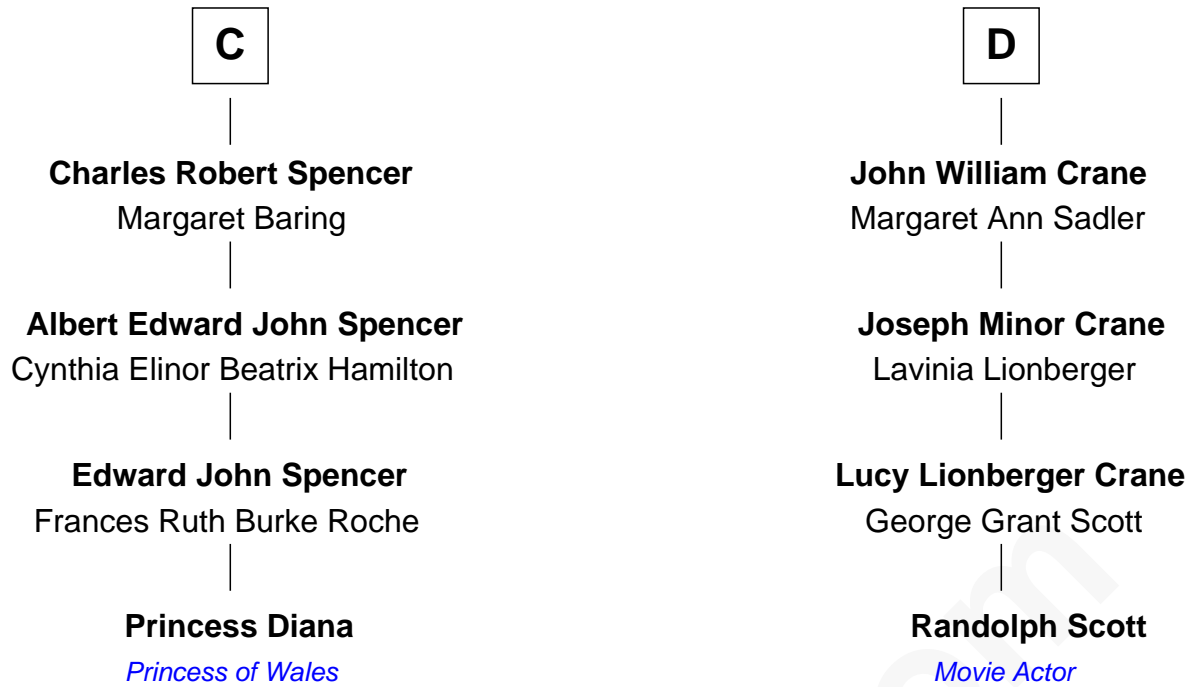 C
Charles Robert Spencer
Margaret Baring
Albert Edward John Spencer
Cynthia Elinor Beatrix Hamilton
Edward John Spencer
Frances Ruth Burke Roche
Princess Diana
Princess of Wales
D
John William Crane
Margaret Ann Sadler
Joseph Minor Crane
Lavinia Lionberger
Lucy Lionberger Crane
George Grant Scott
Randolph Scott
Movie Actor
om